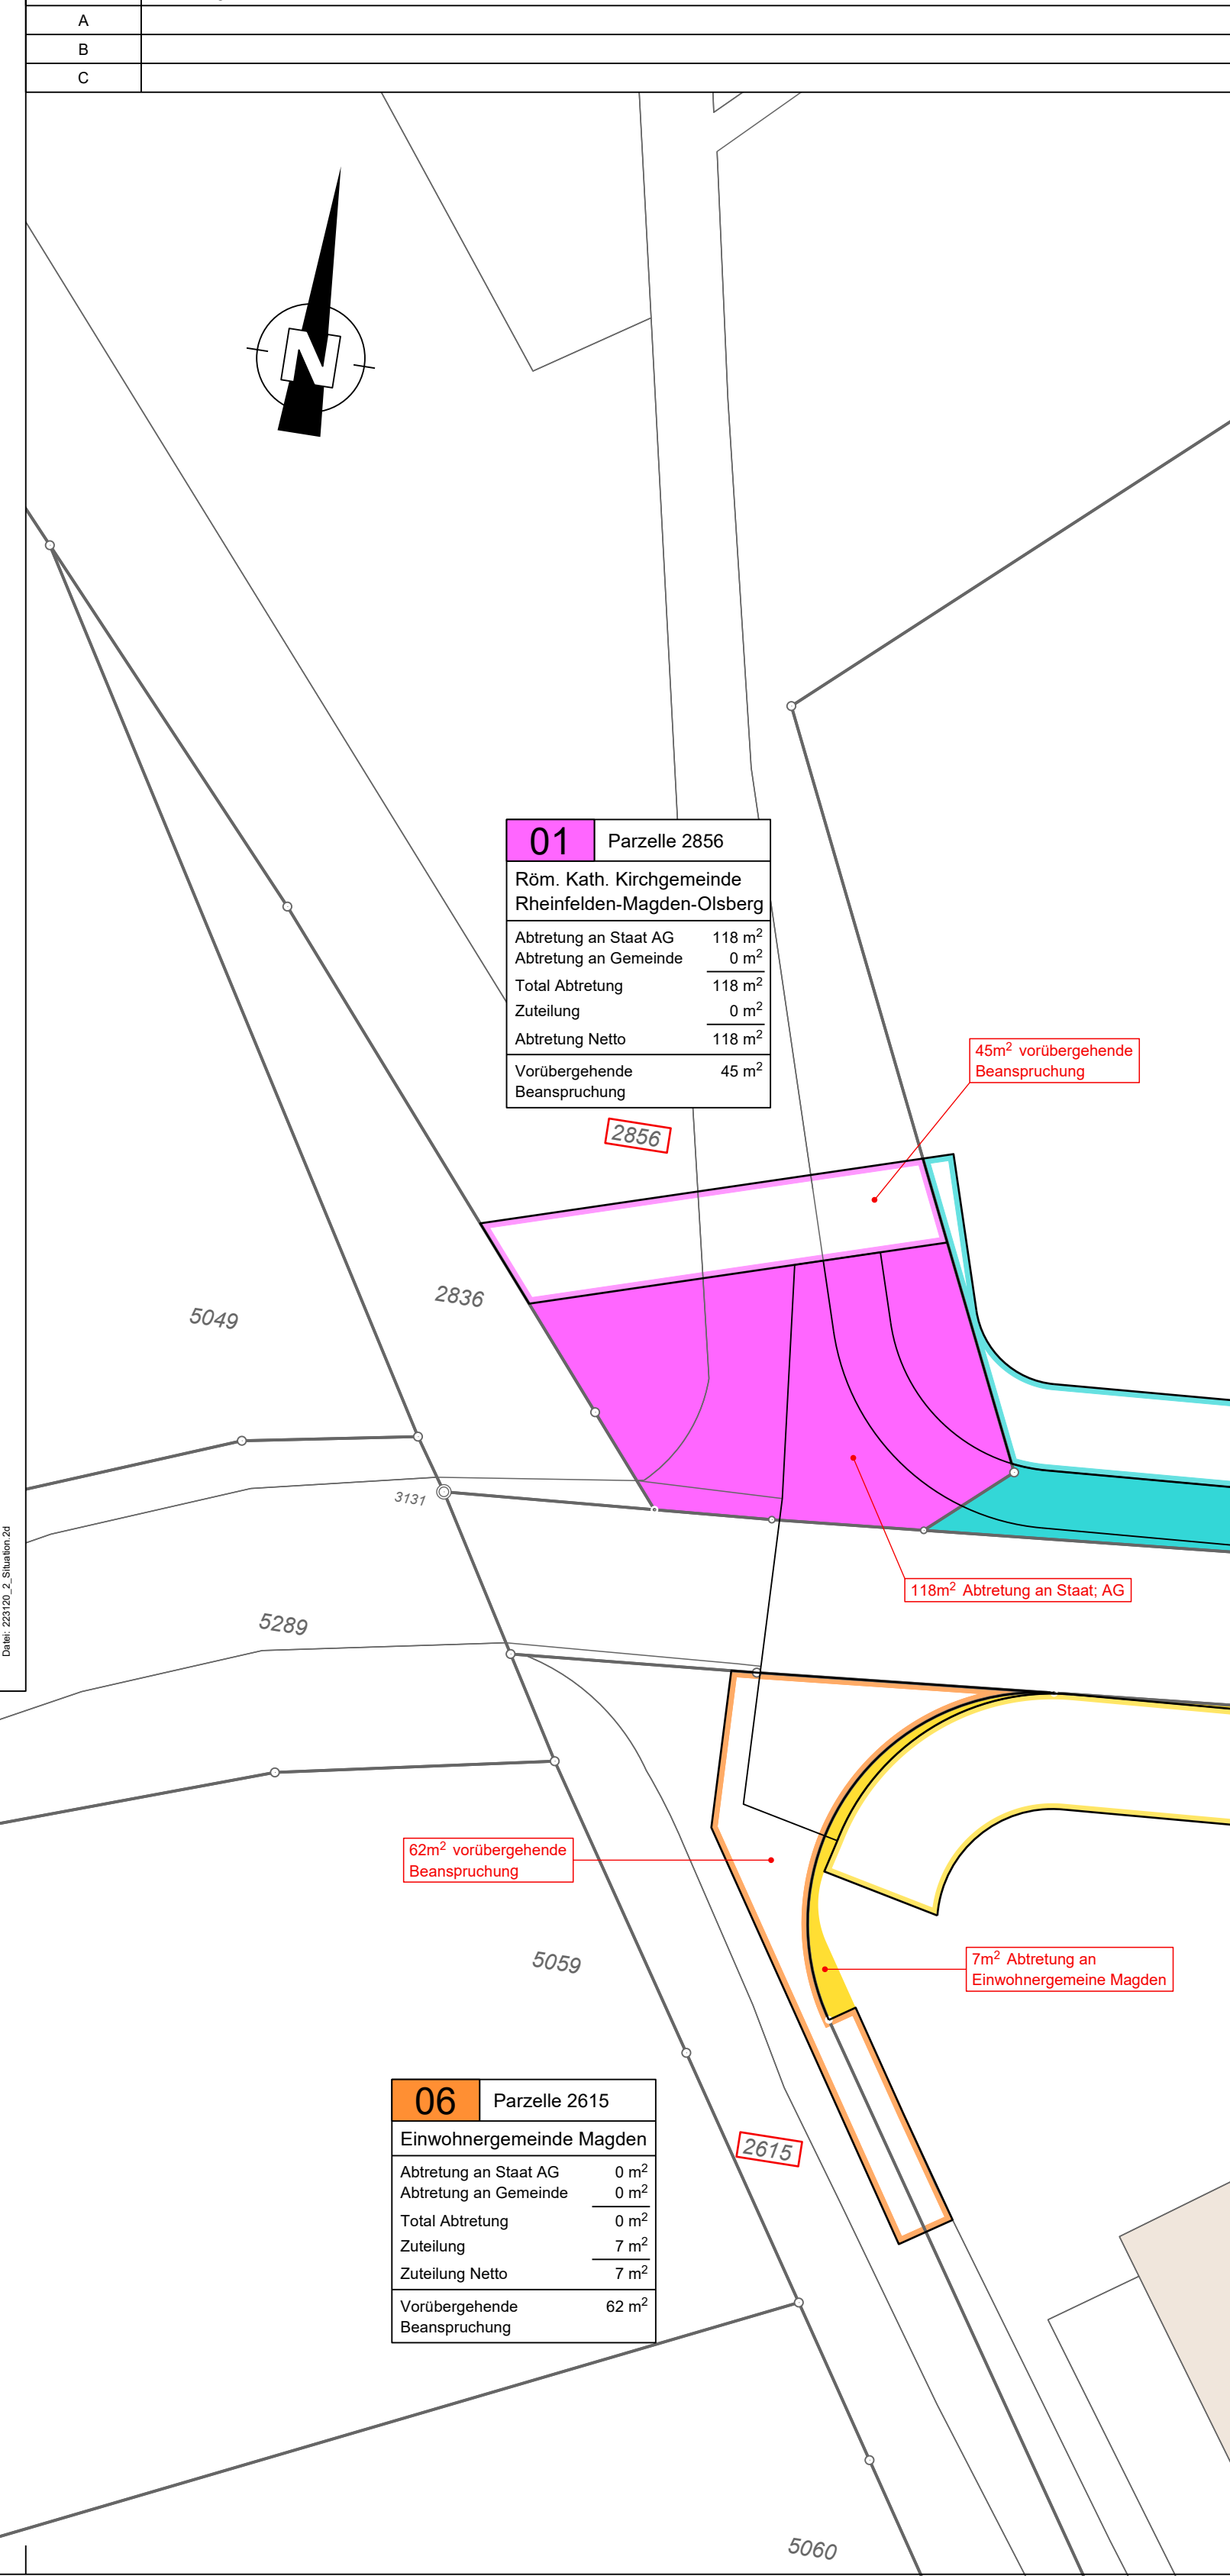 A
B
C
N
01 Parzelle 2856
Röm. Kath. Kirchgemeinde
Rheinfelden-Magden-Olsberg
Abtretung an Staat AG 118 m²
Abtretung an Gemeinde 0 m²
Total Abtretung 118 m²
Zuteilung 0 m²
Abtretung Netto 118 m²
Vorübergehende 45 m²
Beanspruchung
45m² vorübergehende
Beanspruchung
2856
2836
5049
3131
Datei: 223120_2_Situation.2d
118m² Abtretung an Staat; AG
5289
62m² vorübergehende
Beanspruchung
7m² Abtretung an
Einwohnergemeine Magden
5059
06 Parzelle 2615
Einwohnergemeinde Magden
Abtretung an Staat AG 0 m²
Abtretung an Gemeinde 0 m²
Total Abtretung 0 m²
Zuteilung 7 m²
Zuteilung Netto 7 m²
Vorübergehende 62 m²
Beanspruchung
2615
5060